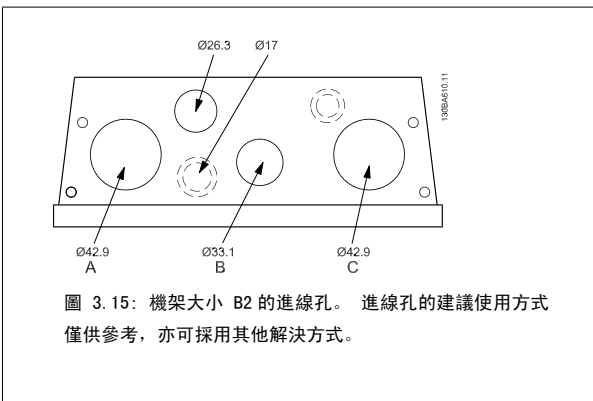 Ø26.3 Ø17
130BA610.11
Ø42.9 Ø33.1 Ø42.9
A B C
圖 3.15: 機架大小 B2 的進線孔。 進線孔的建議使用方式
僅供參考，亦可採用其他解決方式。